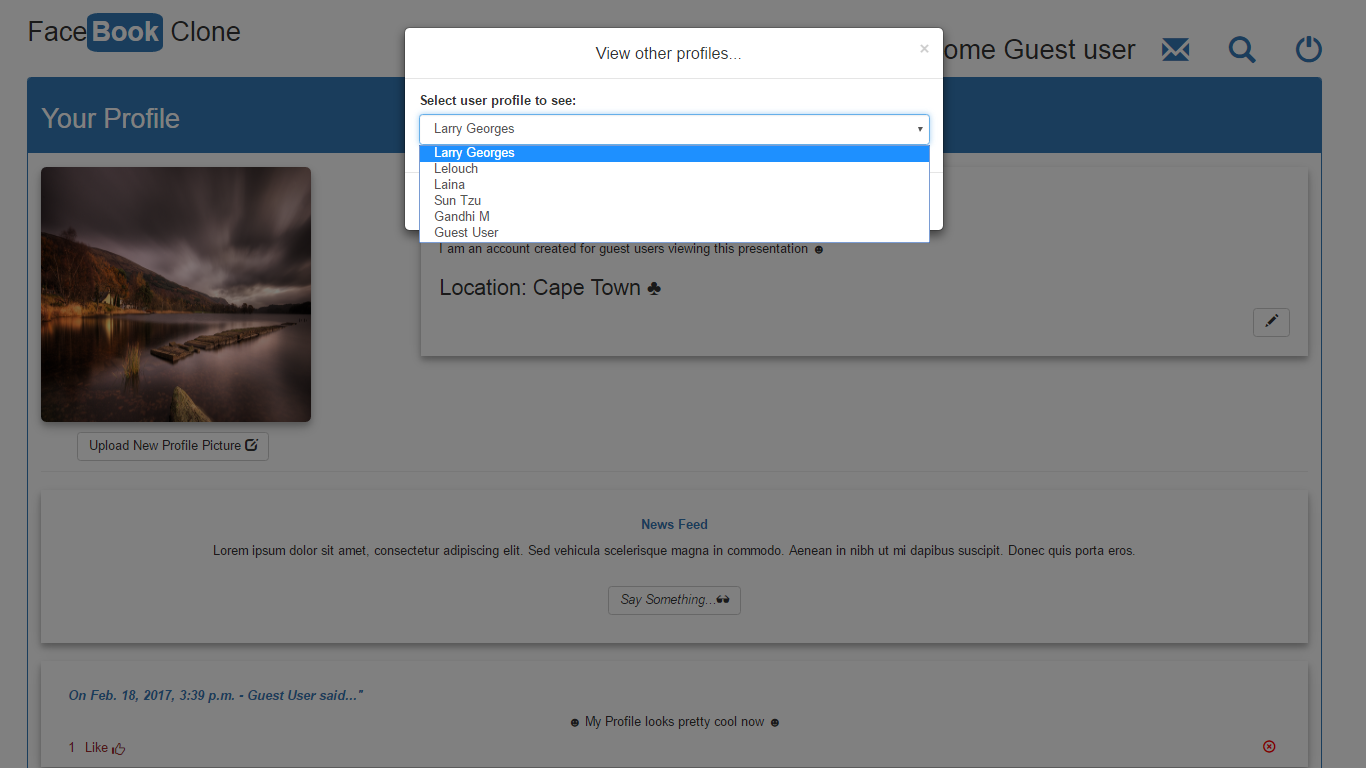 FaceBook Clone
ome Guest user
View other profiles...
×
Select user profile to see:
Larry Georges
Larry Georges
Lelouch
Laina
Sun Tzu
Gandhi M
Guest User
Your Profile
I am an account created for guest users viewing this presentation ☻
Location: Cape Town ♣
Upload New Profile Picture
News Feed
Lorem ipsum dolor sit amet, consectetur adipiscing elit. Sed vehicula scelerisque magna in commodo. Aenean in nibh ut mi dapibus suscipit. Donec quis porta eros.
Say Something...
On Feb. 18, 2017, 3:39 p.m. - Guest User said..."
☻ My Profile looks pretty cool now ☻
1 Like